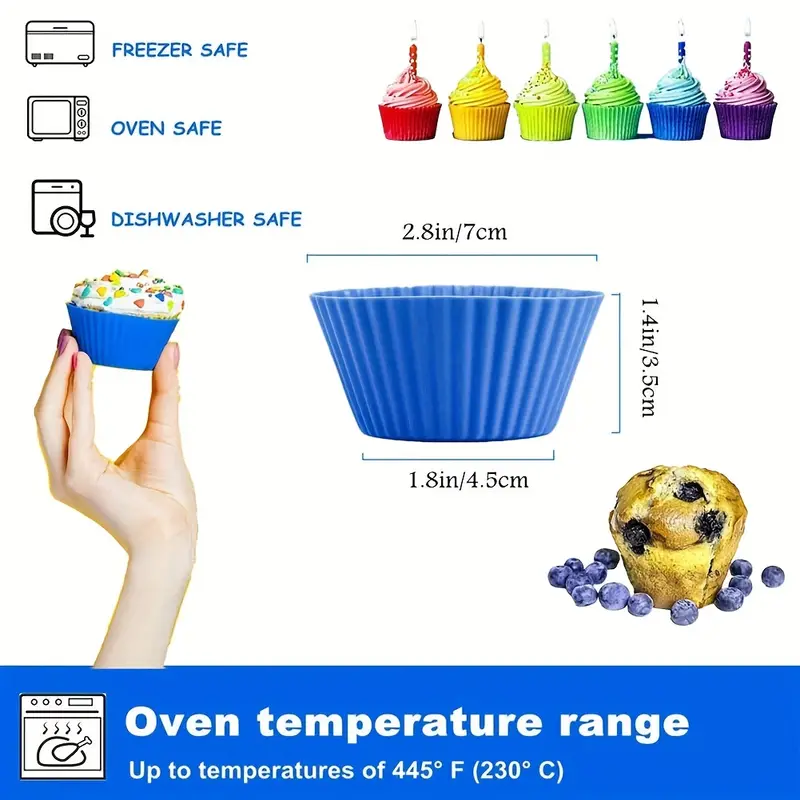 FREEZER SAFE
OVEN SAFE
DISHWASHER SAFE
2.8in/7cm
1.4in/3.5cm
1.8in/4.5cm
Oven temperature range
Up to temperatures of 445° F (230° C)